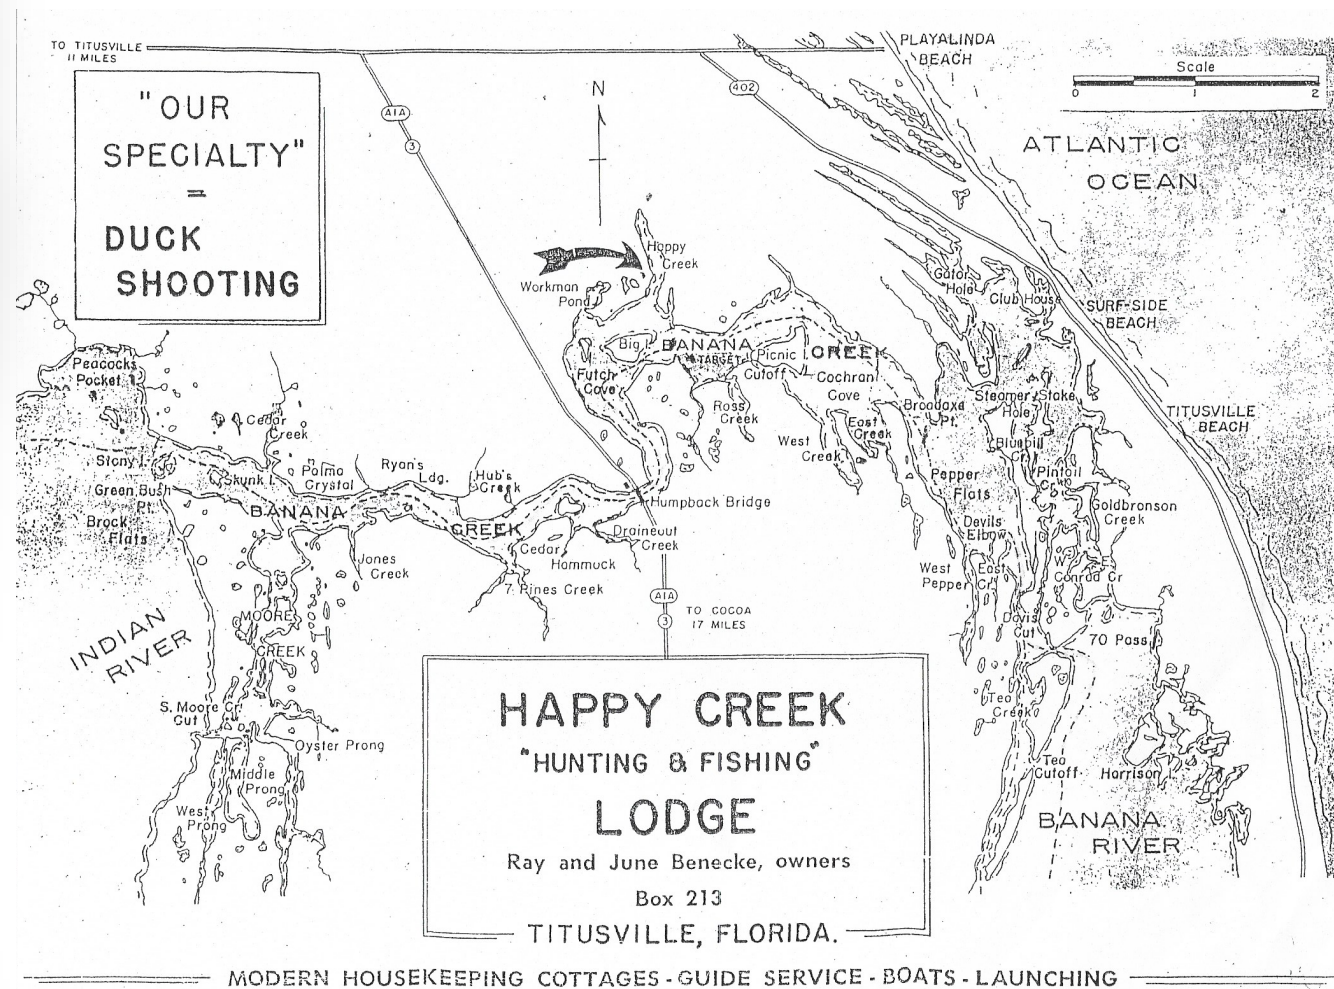 TO TITUSVILLE
11 MILES
"OUR
SPECIALTY"
=
DUCK
SHOOTING
A1A
3
N
402
PLAYALINDA
BEACH
Scale
0 1 2
ATLANTIC
OCEAN
Happy
Creek
Workman
Pond
Gator
Hole
Club House
SURF-SIDE
BEACH
Big I.
BANANA
TARGET
Picnic I.
CREEK
Cutoff
Cochran
Cove
Futch
Cove
Peacocks
Pocket
Ross
Creek
Broadaxe
Pt.
Steamer
Hole
Stake
TITUSVILLE
BEACH
Cedar
Creek
East
Creek
West
Creek
Bluebill
Cr.
Stony I.
Skunk I.
Palma
Crystal
Ryan's
Ldg.
Hub's
Creek
Pepper
Flats
Pintail
Cr.
Green Bush
Pt.
BANANA
CREEK
Humpback Bridge
Goldbronson
Creek
Brock
Flats
Devils
Elbow
Draineout
Creek
Cedar
Hammock
Jones
Creek
7 Pines Creek
West
Pepper
East
Cr.
W.
E.
Conrad Cr
A1A
3
TO COCOA
17 MILES
MOORE
CREEK
Davis
Cut
70 Pass
INDIAN
RIVER
S. Moore Cr.
Cut
Oyster Prong
Middle
Prong
West
Prong
Teo
Creek
Teo
Cutoff
Harrison I.
BANANA
RIVER
HAPPY CREEK
"HUNTING & FISHING"
LODGE
Ray and June Benecke, owners
Box 213
TITUSVILLE, FLORIDA.
MODERN HOUSEKEEPING COTTAGES - GUIDE SERVICE - BOATS - LAUNCHING